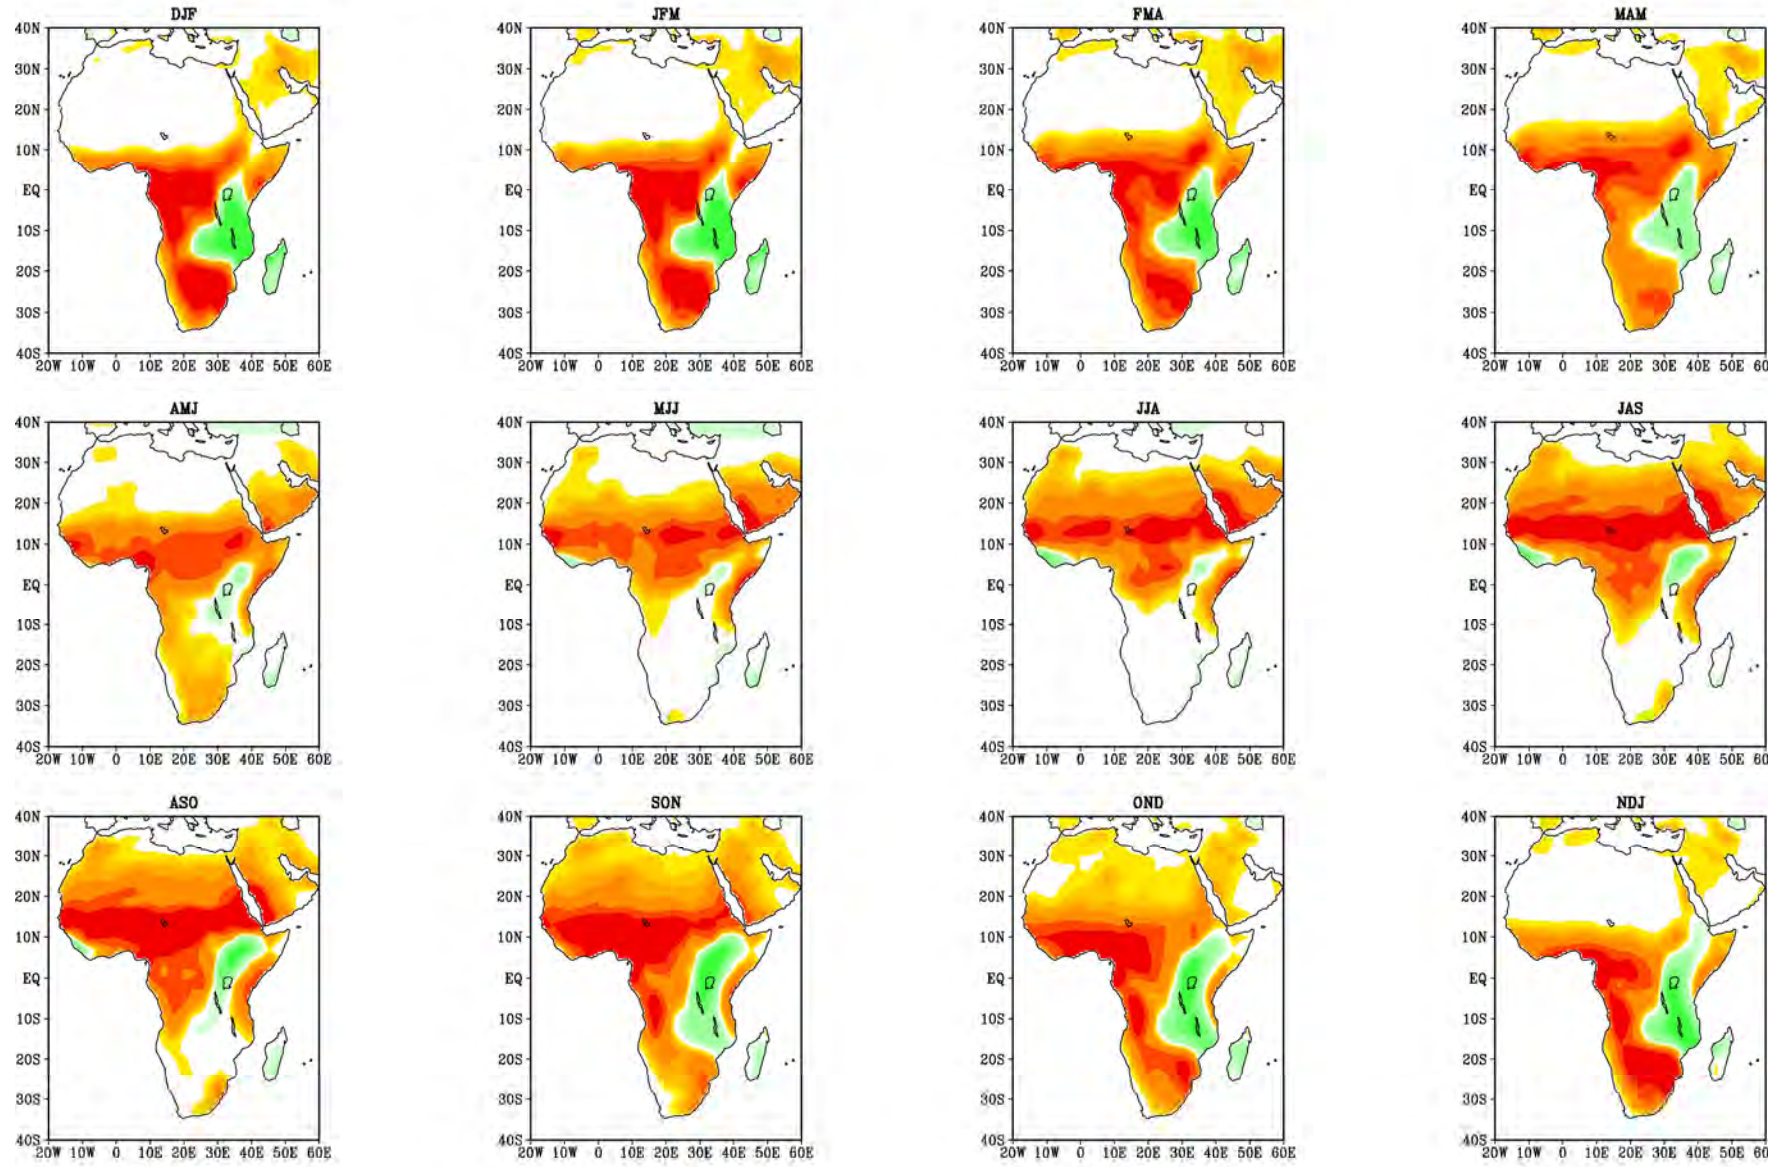 DJF JFM FMA MAM
40N 40N 40N 40N
30N 30N 30N 30N
20N 20N 20N 20N
10N 10N 10N 10N
EQ EQ EQ EQ
10S 10S 10S 10S
20S 20S 20S 20S
30S 30S 30S 30S
40S 40S 40S 40S
20W 10W 0 10E 20E 30E 40E 50E 60E 20W 10W 0 10E 20E 30E 40E 50E 60E 20W 10W 0 10E 20E 30E 40E 50E 60E 20W 10W 0 10E 20E 30E 40E 50E
AMJ MJJ JJA JAS
40N 40N 40N 40N
30N 30N 30N 30N
20N 20N 20N 20N
10N 10N 10N 10N
EQ EQ EQ EQ
10S 10S 10S 10S
20S 20S 20S 20S
30S 30S 30S 30S
40S 40S 40S 40S
20W 10W 0 10E 20E 30E 40E 50E 60E 20W 10W 0 10E 20E 30E 40E 50E 60E 20W 10W 0 10E 20E 30E 40E 50E 60E 20W 10W 0 10E 20E 30E 40E 50E
ASO SON OND NDJ
40N 40N 40N 40N
30N 30N 30N 30N
20N 20N 20N 20N
10N 10N 10N 10N
EQ EQ EQ EQ
10S 10S 10S 10S
20S 20S 20S 20S
30S 30S 30S 30S
40S 40S 40S 40S
20W 10W 0 10E 20E 30E 40E 50E 60E 20W 10W 0 10E 20E 30E 40E 50E 60E 20W 10W 0 10E 20E 30E 40E 50E 60E 20W 10W 0 10E 20E 30E 40E 50E